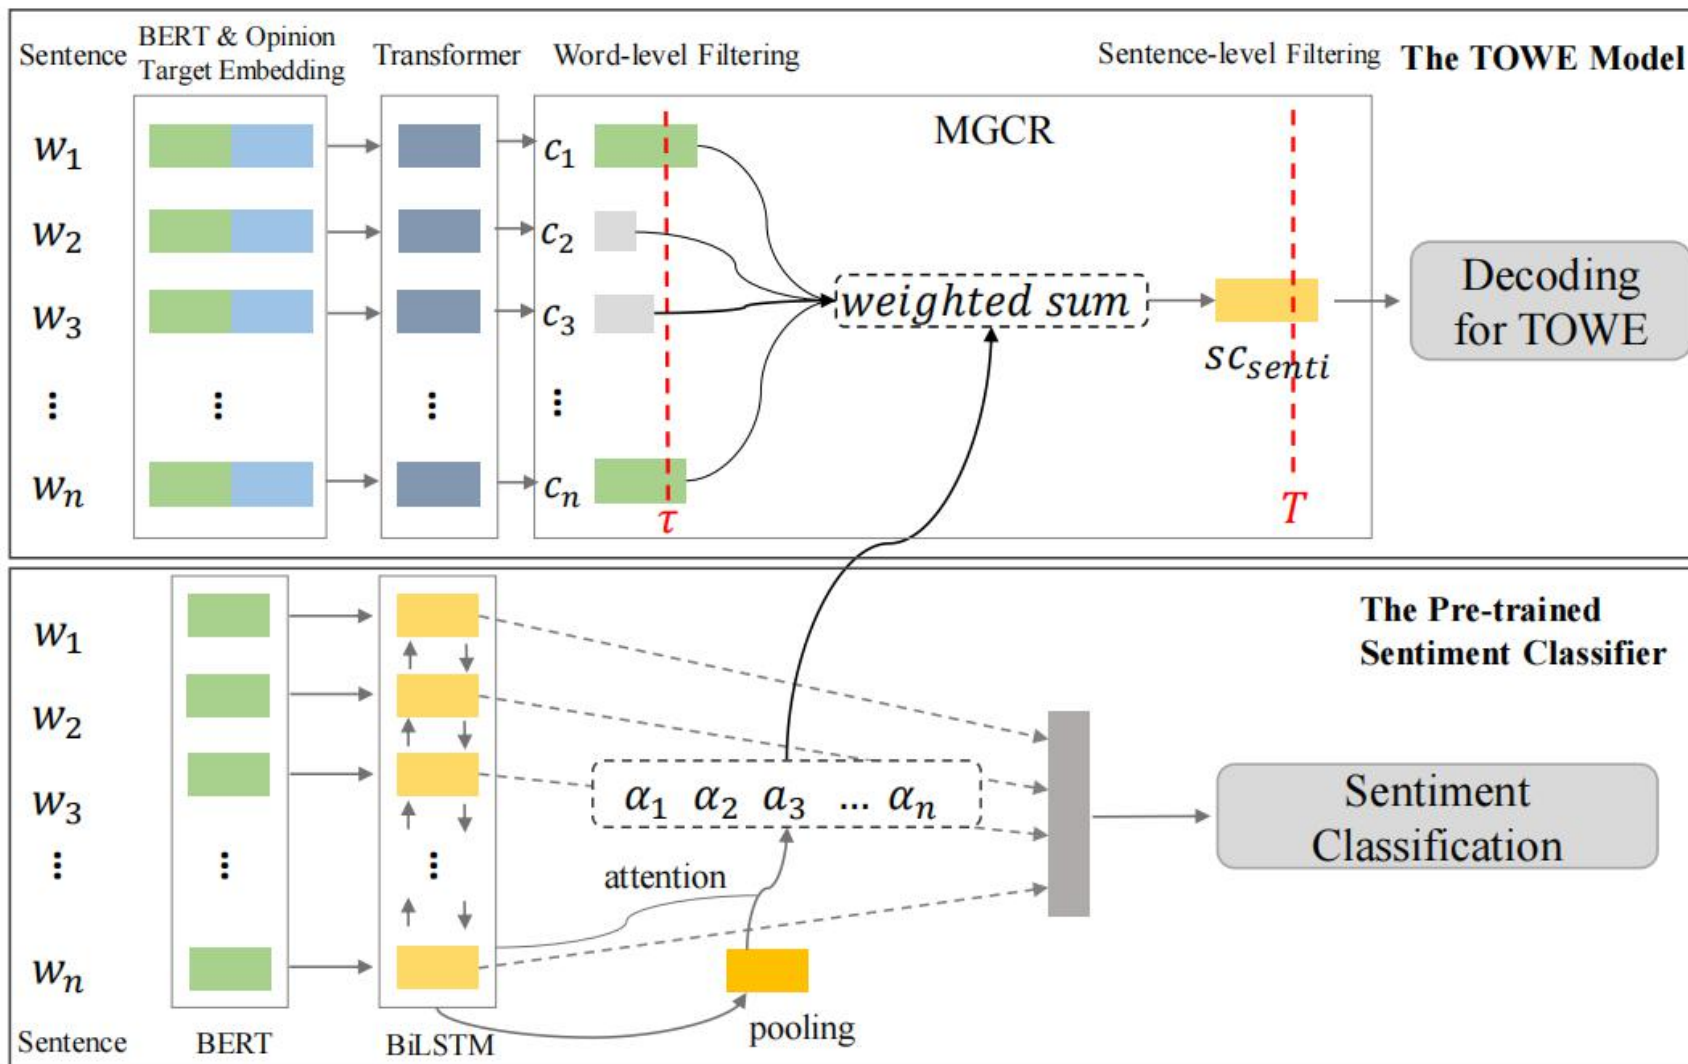 Sentence
BERT & Opinion
Target Embedding
Transformer
Word-level Filtering
Sentence-level Filtering
The TOWE Model
MGCR
w₁
c₁
w₂
c₂
w₃
c₃
weighted sum
Decoding
for TOWE
sc_senti
...
...
...
...
wₙ
cₙ
τ
T
The Pre-trained
Sentiment Classifier
w₁
w₂
w₃
α₁ α₂ a₃ ... αₙ
Sentiment
Classification
...
...
...
attention
wₙ
pooling
Sentence
BERT
BiLSTM